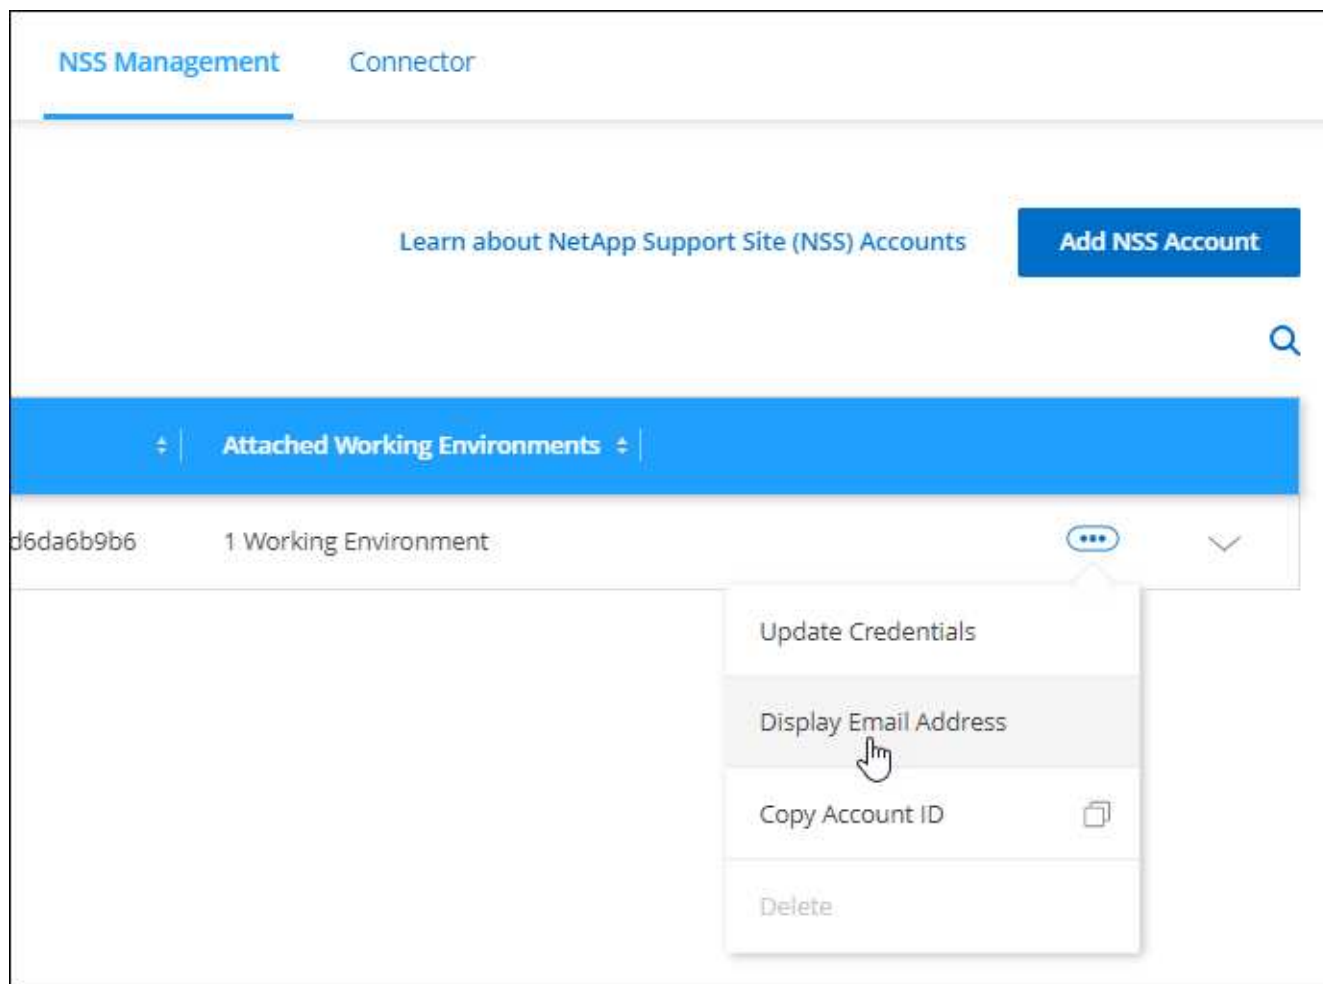 NSS Management Connector
Learn about NetApp Support Site (NSS) Accounts Add NSS Account
Attached Working Environments
d6da6b9b6 1 Working Environment
Update Credentials
Display Email Address
Copy Account ID
Delete